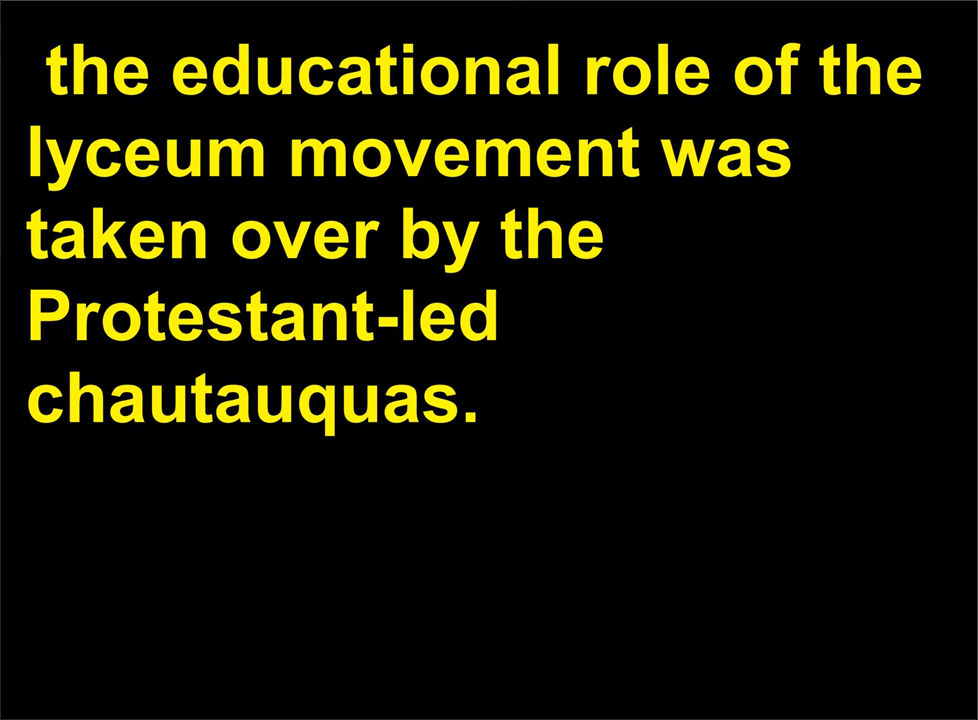 the educational role of the
lyceum movement was
taken over by the
Protestant-led
chautauquas.